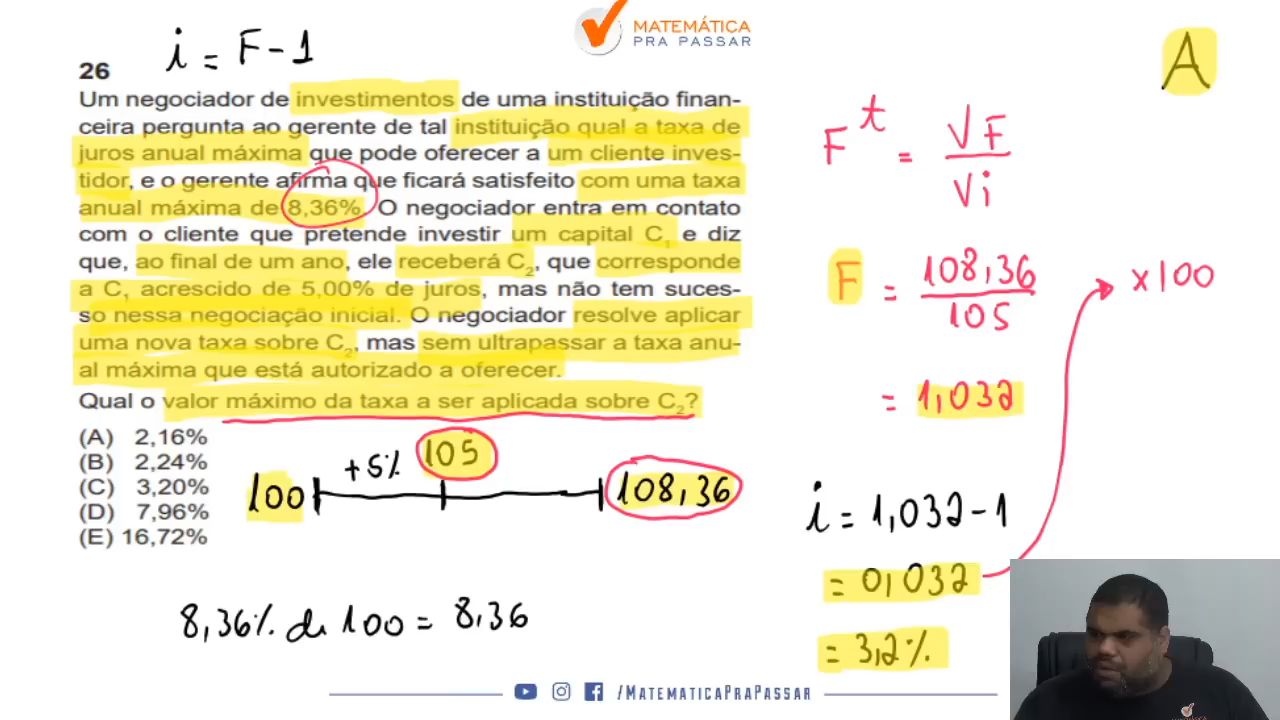 MATEMÁTICA
PRA PASSAR
i = F - 1
A
26
Um negociador de investimentos de uma instituição finan-
ceira pergunta ao gerente de tal instituição qual a taxa de
juros anual máxima que pode oferecer a um cliente inves-
tidor, e o gerente afirma que ficará satisfeito com uma taxa
anual máxima de 8,36%. O negociador entra em contato
com o cliente que pretende investir um capital C₁ e diz
que, ao final de um ano, ele receberá C₂, que corresponde
a C₁ acrescido de 5,00% de juros, mas não tem suces-
so nessa negociação inicial. O negociador resolve aplicar
uma nova taxa sobre C₂, mas sem ultrapassar a taxa anu-
al máxima que está autorizado a oferecer.
Qual o valor máximo da taxa a ser aplicada sobre C₂?
(A) 2,16%
(B) 2,24%
(C) 3,20%
(D) 7,96%
(E) 16,72%
100 +5% 105 108,36
8,36% de 100 = 8,36
F^t = VF / Vi
F = 108,36 / 105
x100
= 1,032
i = 1,032 - 1
= 0,032
= 3,2%
/MATEMATICAPRAPASSAR